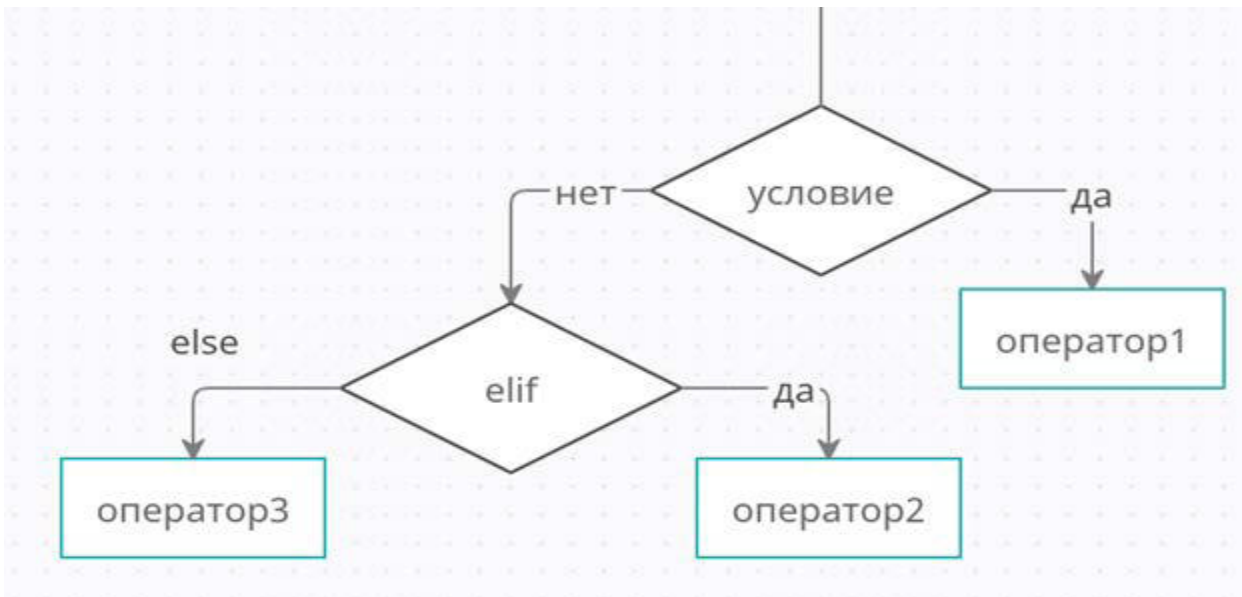 нет
условие
да
else
оператор1
elif
да
оператор3
оператор2